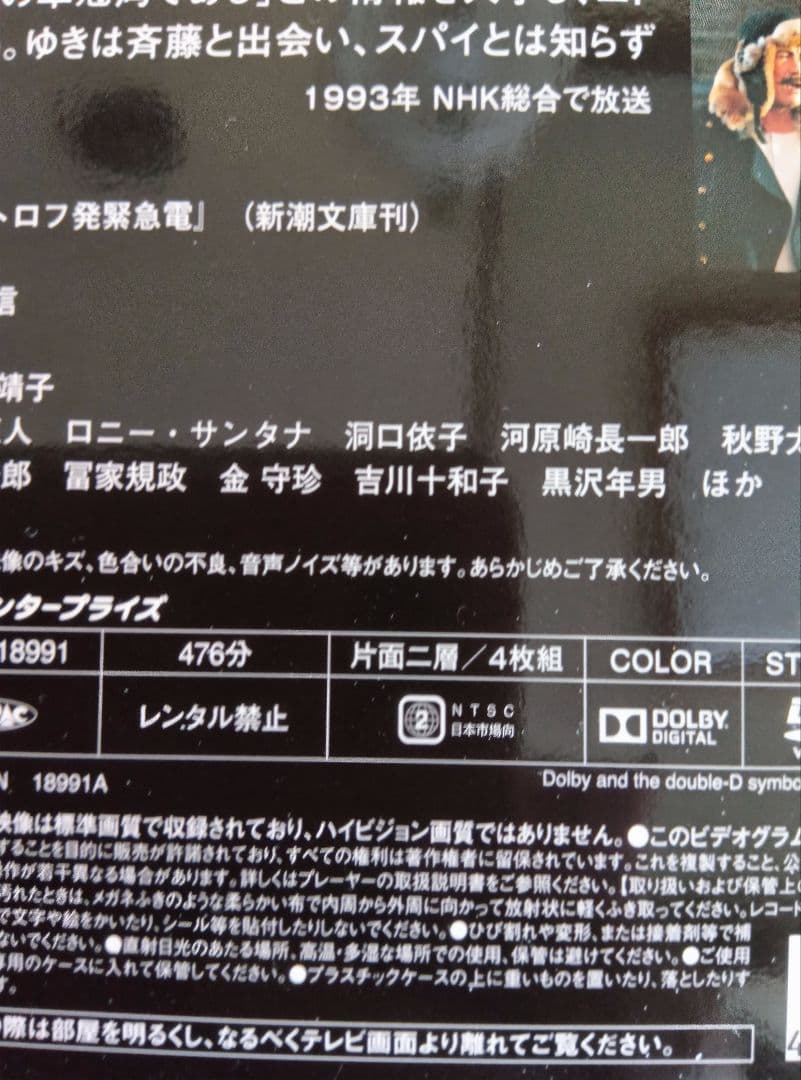 。ゆきは斉藤と出会い、スパイとは知らず
1993年 NHK総合で放送
トロフ発緊急電』（新潮文庫刊）
信
靖子
人 ロニー・サンタナ 洞口依子 河原崎長一郎 秋野太
郎 冨家規政 金 守珍 吉川十和子 黒沢年男 ほか
像のキズ、色合いの不良、音声ノイズ等があります。あらかじめご了承ください。
ンタープライズ
18991 476分 片面二層／4枚組 COLOR ST
レンタル禁止 2 NTSC 日本市場向 DOLBY DIGITAL
N 18991A Dolby and the double-D symbo
映像は標準画質で収録されており、ハイビジョン画質ではありません。●このビデオグラム
することを目的に販売が許諾されており、すべての権利は著作権者に留保されています。これを複製すること、公
操作が若干異なる場合があります。詳しくはプレーヤーの取扱説明書をご参照ください。【取り扱いおよび保管上の
汚れたときは、メガネふきのような柔らかい布で内周から外周に向かって放射状に軽くふき取ってください。レコード
で文字や絵をかいたり、シール等を貼付したりしないでください。●ひび割れや変形、または接着剤等で補
ないでください。●直射日光のあたる場所、高温・多湿な場所での使用、保管は避けてください。●ご使用
専用のケースに入れて保管してください。●プラスチックケースの上に重いものを置いたり、落としたりす
す。
の際は部屋を明るくし、なるべくテレビ画面より離れてご覧ください。